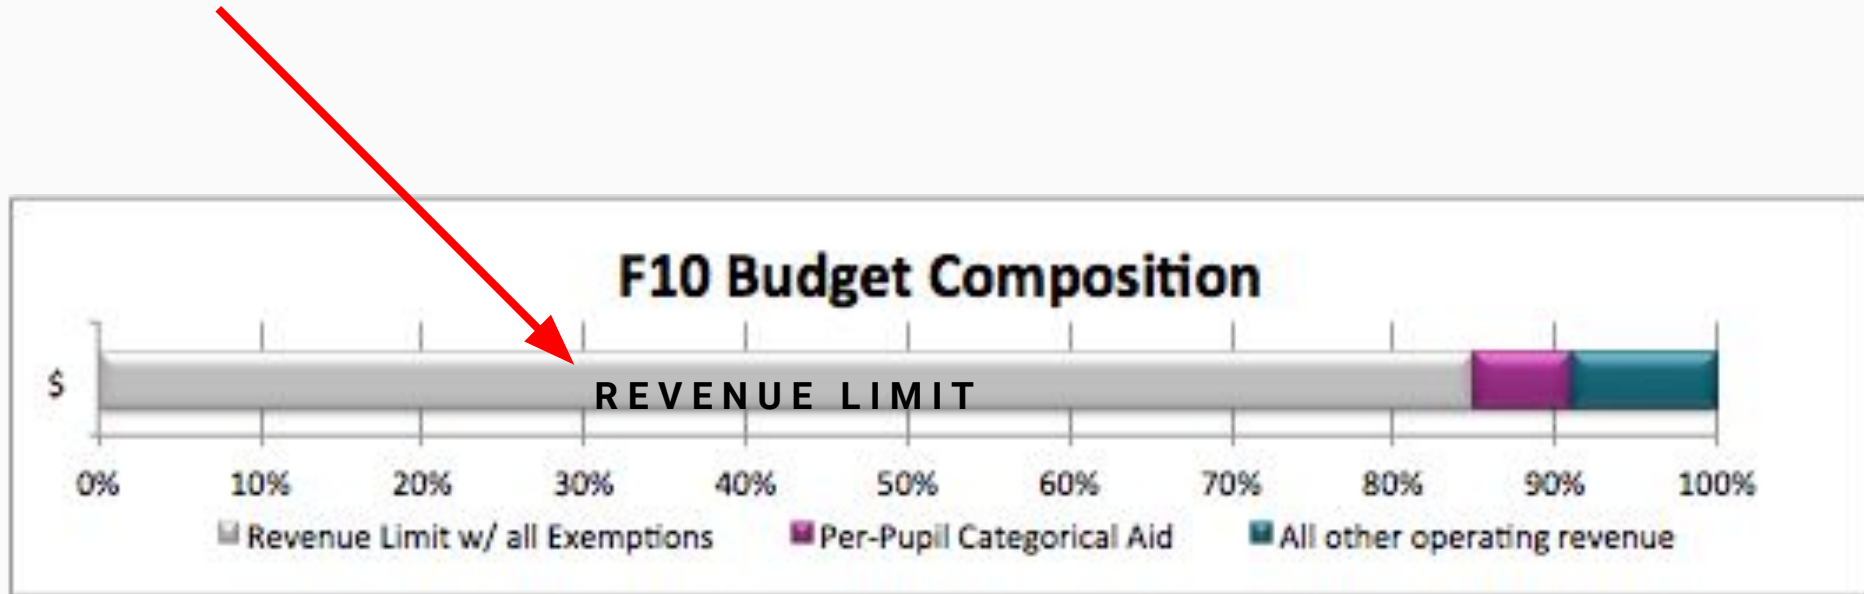 F10 Budget Composition
$
REVENUE LIMIT
0% 10% 20% 30% 40% 50% 60% 70% 80% 90% 100%
Revenue Limit w/ all Exemptions Per-Pupil Categorical Aid All other operating revenue